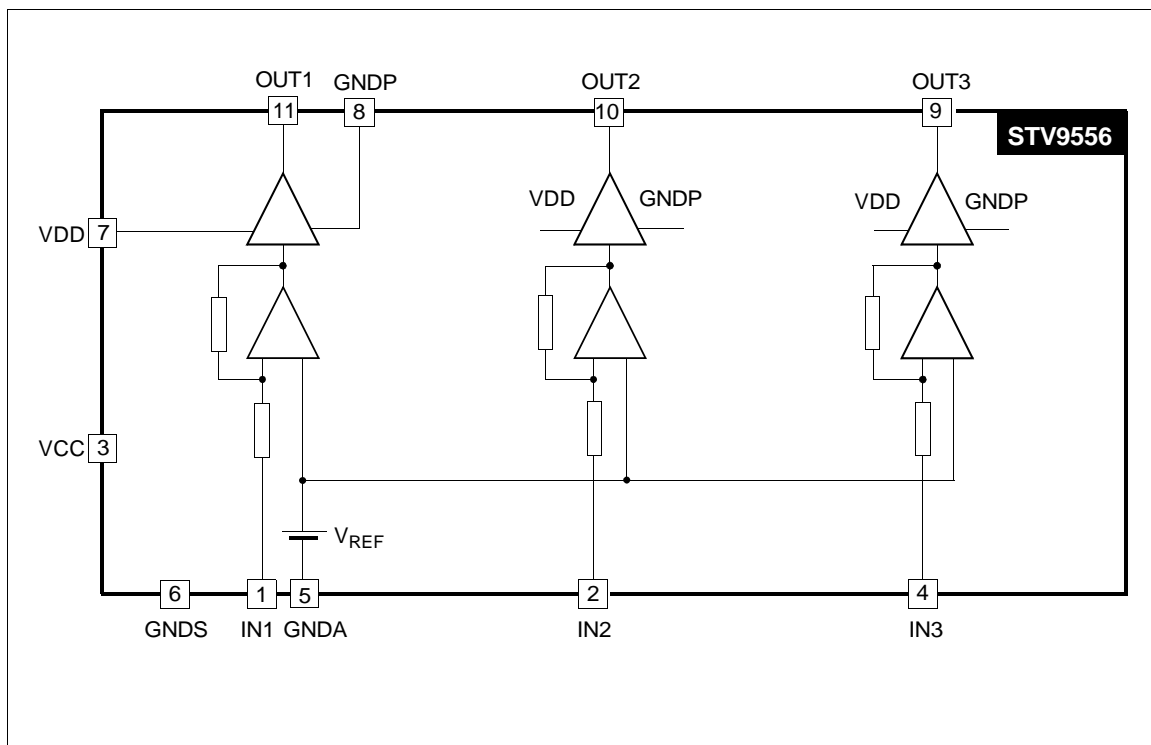 OUT1 GNDP OUT2 OUT3
11 8 10 9
STV9556
VDD GNDP VDD GNDP
VDD 7
VCC 3
VREF
6 1 5 2 4
GNDS IN1 GNDA IN2 IN3